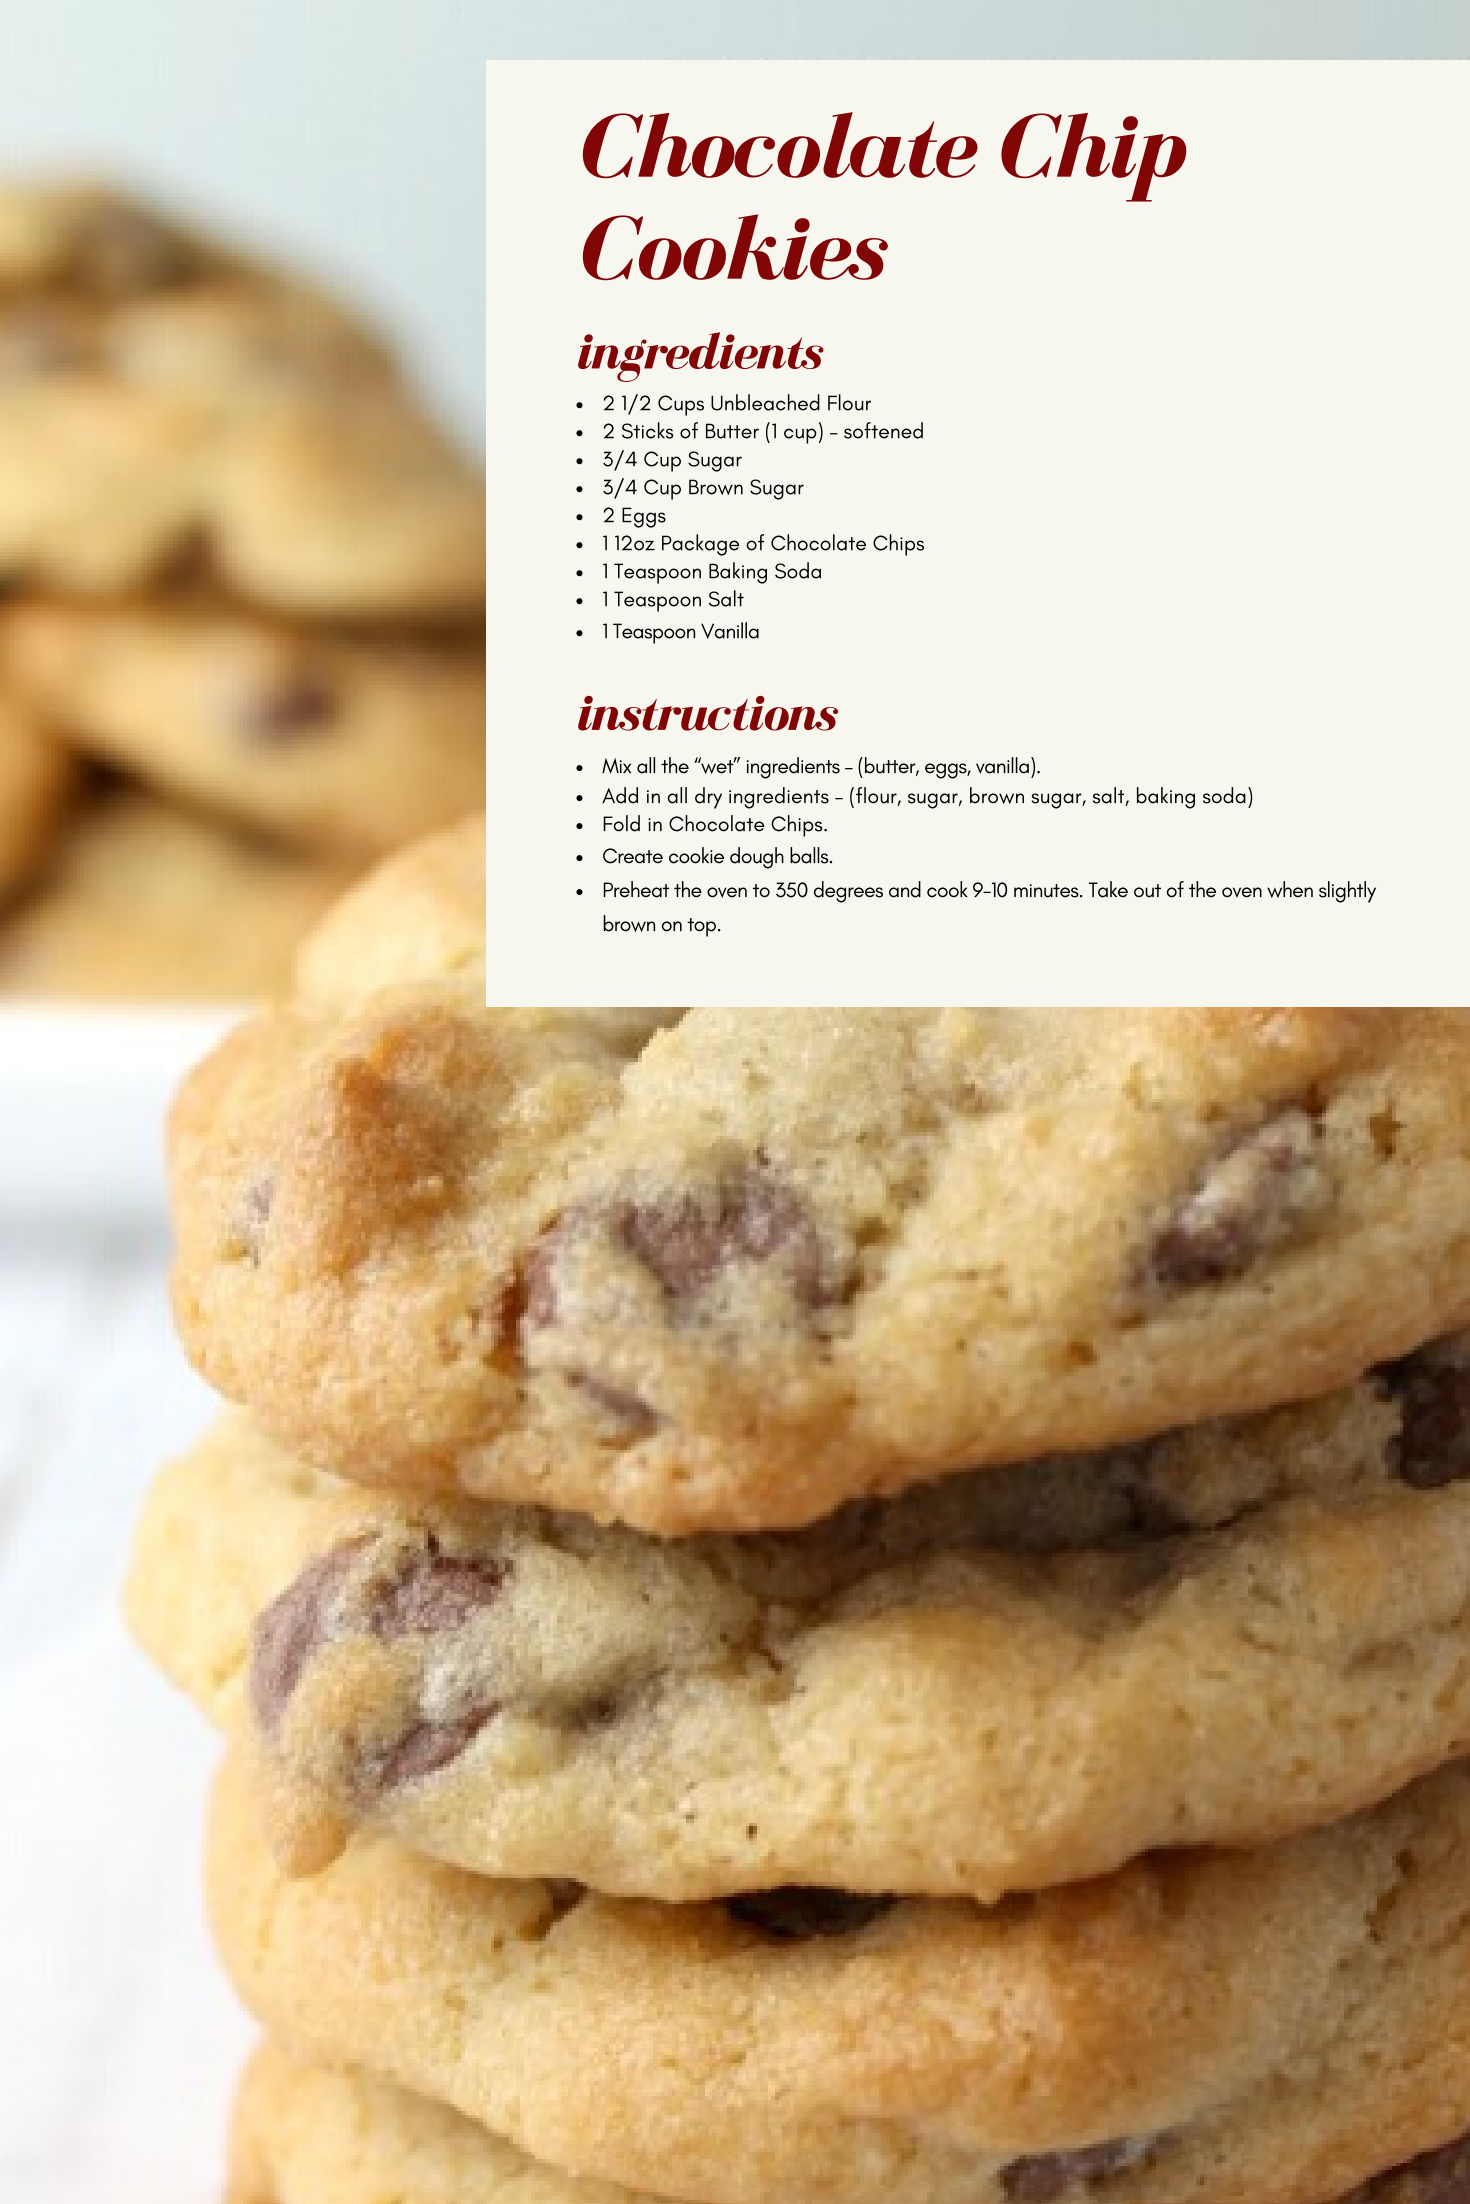 Chocolate Chip
Cookies
ingredients
• 2 1/2 Cups Unbleached Flour
• 2 Sticks of Butter (1 cup) - softened
• 3/4 Cup Sugar
• 3/4 Cup Brown Sugar
• 2 Eggs
• 1 12oz Package of Chocolate Chips
• 1 Teaspoon Baking Soda
• 1 Teaspoon Salt
• 1 Teaspoon Vanilla
instructions
• Mix all the “wet” ingredients - (butter, eggs, vanilla).
• Add in all dry ingredients - (flour, sugar, brown sugar, salt, baking soda)
• Fold in Chocolate Chips.
• Create cookie dough balls.
• Preheat the oven to 350 degrees and cook 9-10 minutes. Take out of the oven when slightly
brown on top.